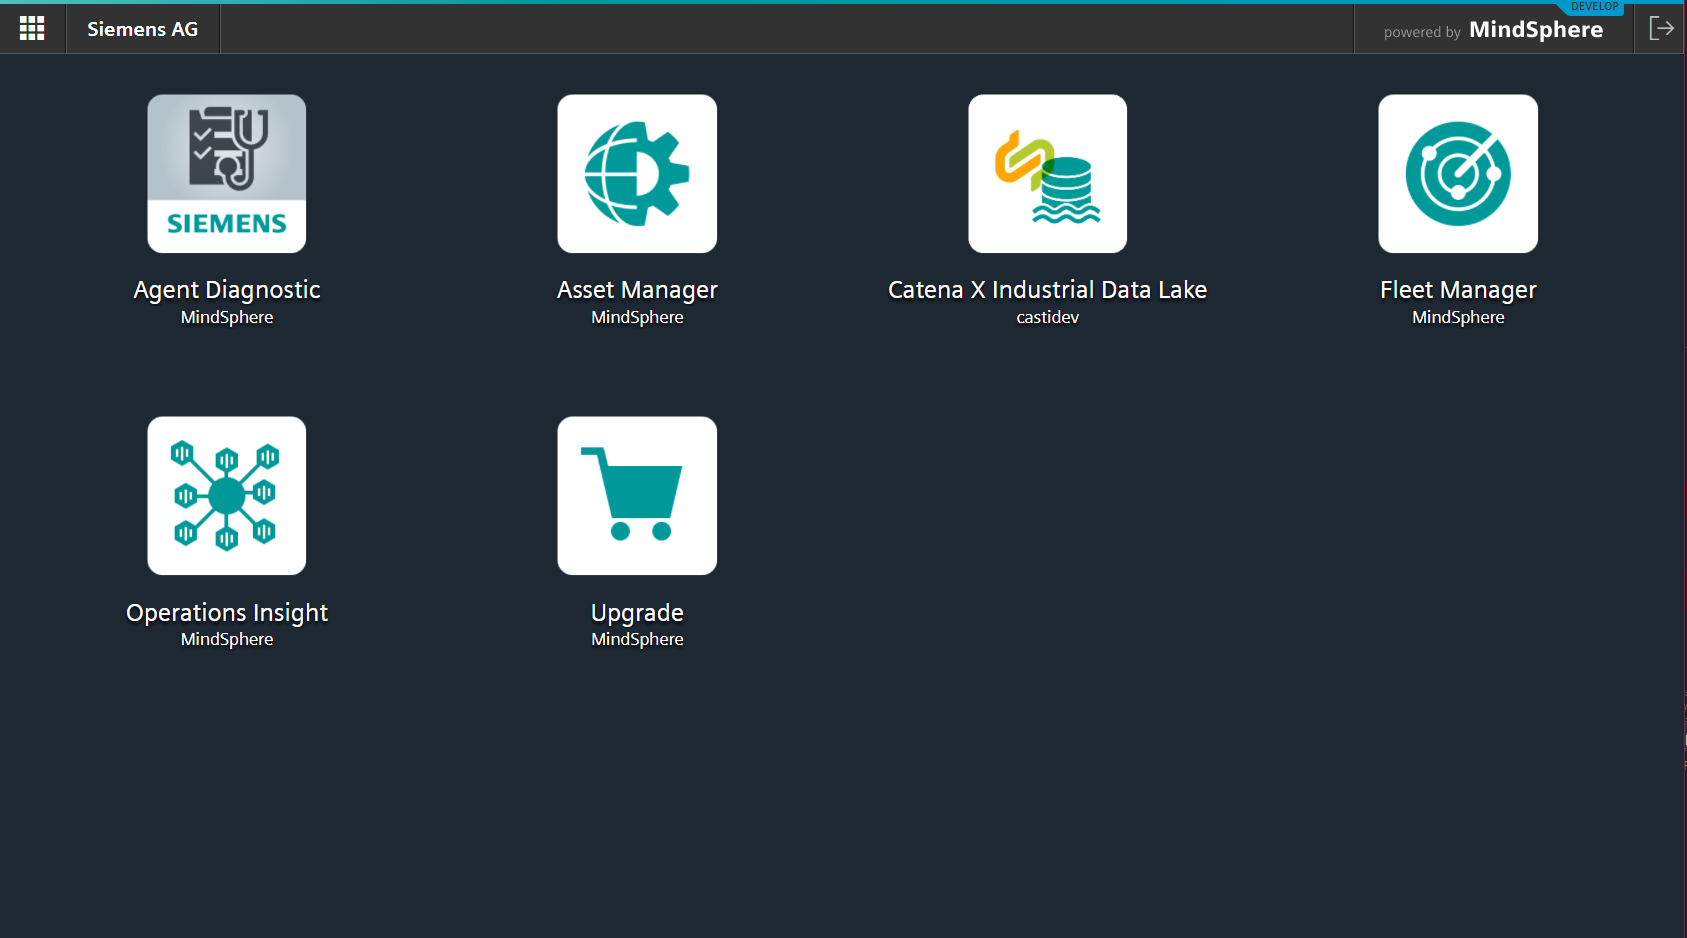 DEVELOP
Siemens AG
powered by MindSphere
SIEMENS
Agent Diagnostic
MindSphere
Asset Manager
MindSphere
Catena X Industrial Data Lake
castidev
Fleet Manager
MindSphere
Operations Insight
MindSphere
Upgrade
MindSphere